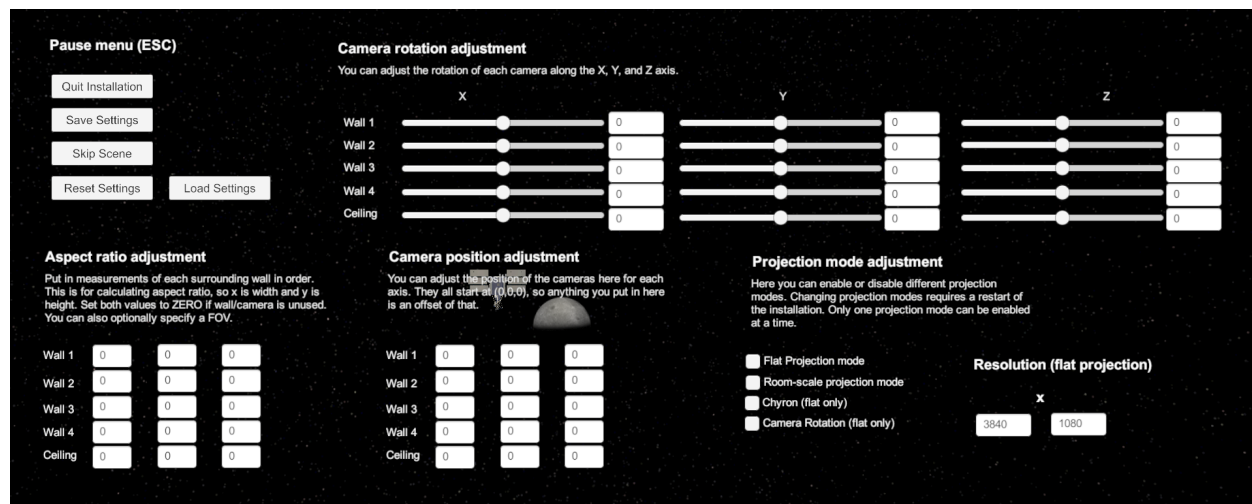 Pause menu (ESC)
Quit Installation
Save Settings
Skip Scene
Reset Settings
Load Settings
Camera rotation adjustment
You can adjust the rotation of each camera along the X, Y, and Z axis.
X Y Z
Wall 1 0 0 0
Wall 2 0 0 0
Wall 3 0 0 0
Wall 4 0 0 0
Ceiling 0 0 0
Aspect ratio adjustment
Put in measurements of each surrounding wall in order.
This is for calculating aspect ratio, so x is width and y is
height. Set both values to ZERO if wall/camera is unused.
You can also optionally specify a FOV.
Wall 1 0 0 0
Wall 2 0 0 0
Wall 3 0 0 0
Wall 4 0 0 0
Ceiling 0 0 0
Camera position adjustment
You can adjust the position of the cameras here for each
axis. They all start at (0,0,0), so anything you put in here
is an offset of that.
Wall 1 0 0 0
Wall 2 0 0 0
Wall 3 0 0 0
Wall 4 0 0 0
Ceiling 0 0 0
Projection mode adjustment
Here you can enable or disable different projection
modes. Changing projection modes requires a restart of
the installation. Only one projection mode can be enabled
at a time.
Flat Projection mode
Room-scale projection mode
Chyron (flat only)
Camera Rotation (flat only)
Resolution (flat projection)
x
3840 1080